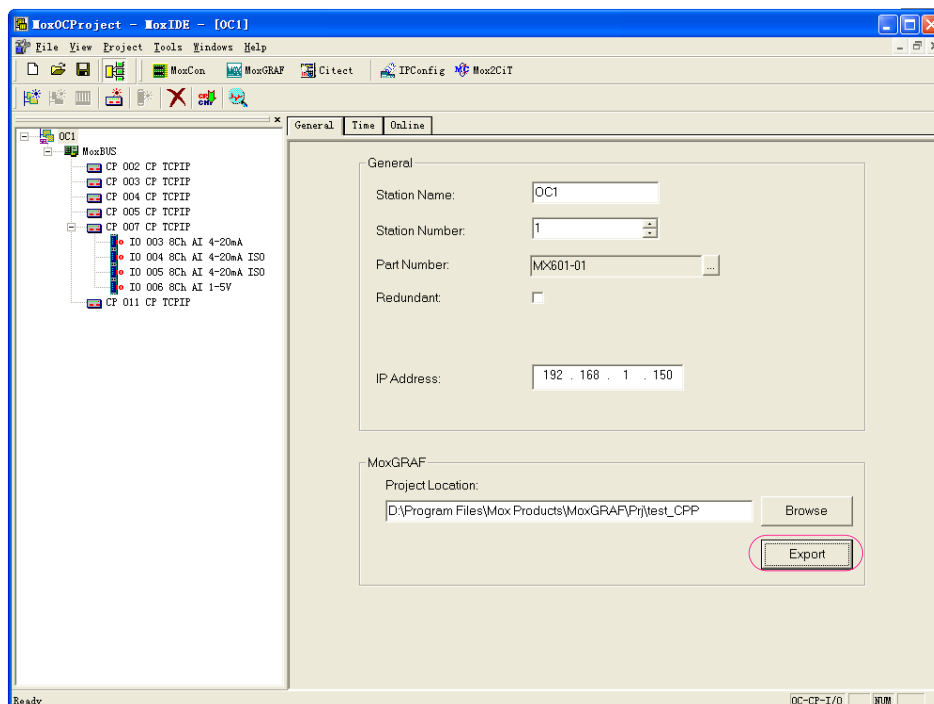 MoxOCProject - MoxIDE - [OC1]
File View Project Tools Windows Help
MoxCon MoxGRAF Citect IPConfig Mox2CiT
General Time Online
OC1
MoxBUS
CP 002 CP TCPIP
CP 003 CP TCPIP
CP 004 CP TCPIP
CP 005 CP TCPIP
CP 007 CP TCPIP
IO 003 8Ch AI 4-20mA
IO 004 8Ch AI 4-20mA ISO
IO 005 8Ch AI 4-20mA ISO
IO 006 8Ch AI 1-5V
CP 011 CP TCPIP
General
Station Name: OC1
Station Number: 1
Part Number: MX601-01 ...
Redundant:
IP Address: 192 . 168 . 1 . 150
MoxGRAF
Project Location:
D:\Program Files\Mox Products\MoxGRAF\Prj\test_CPP Browse
Export
Ready OC-CP-I/O NUM